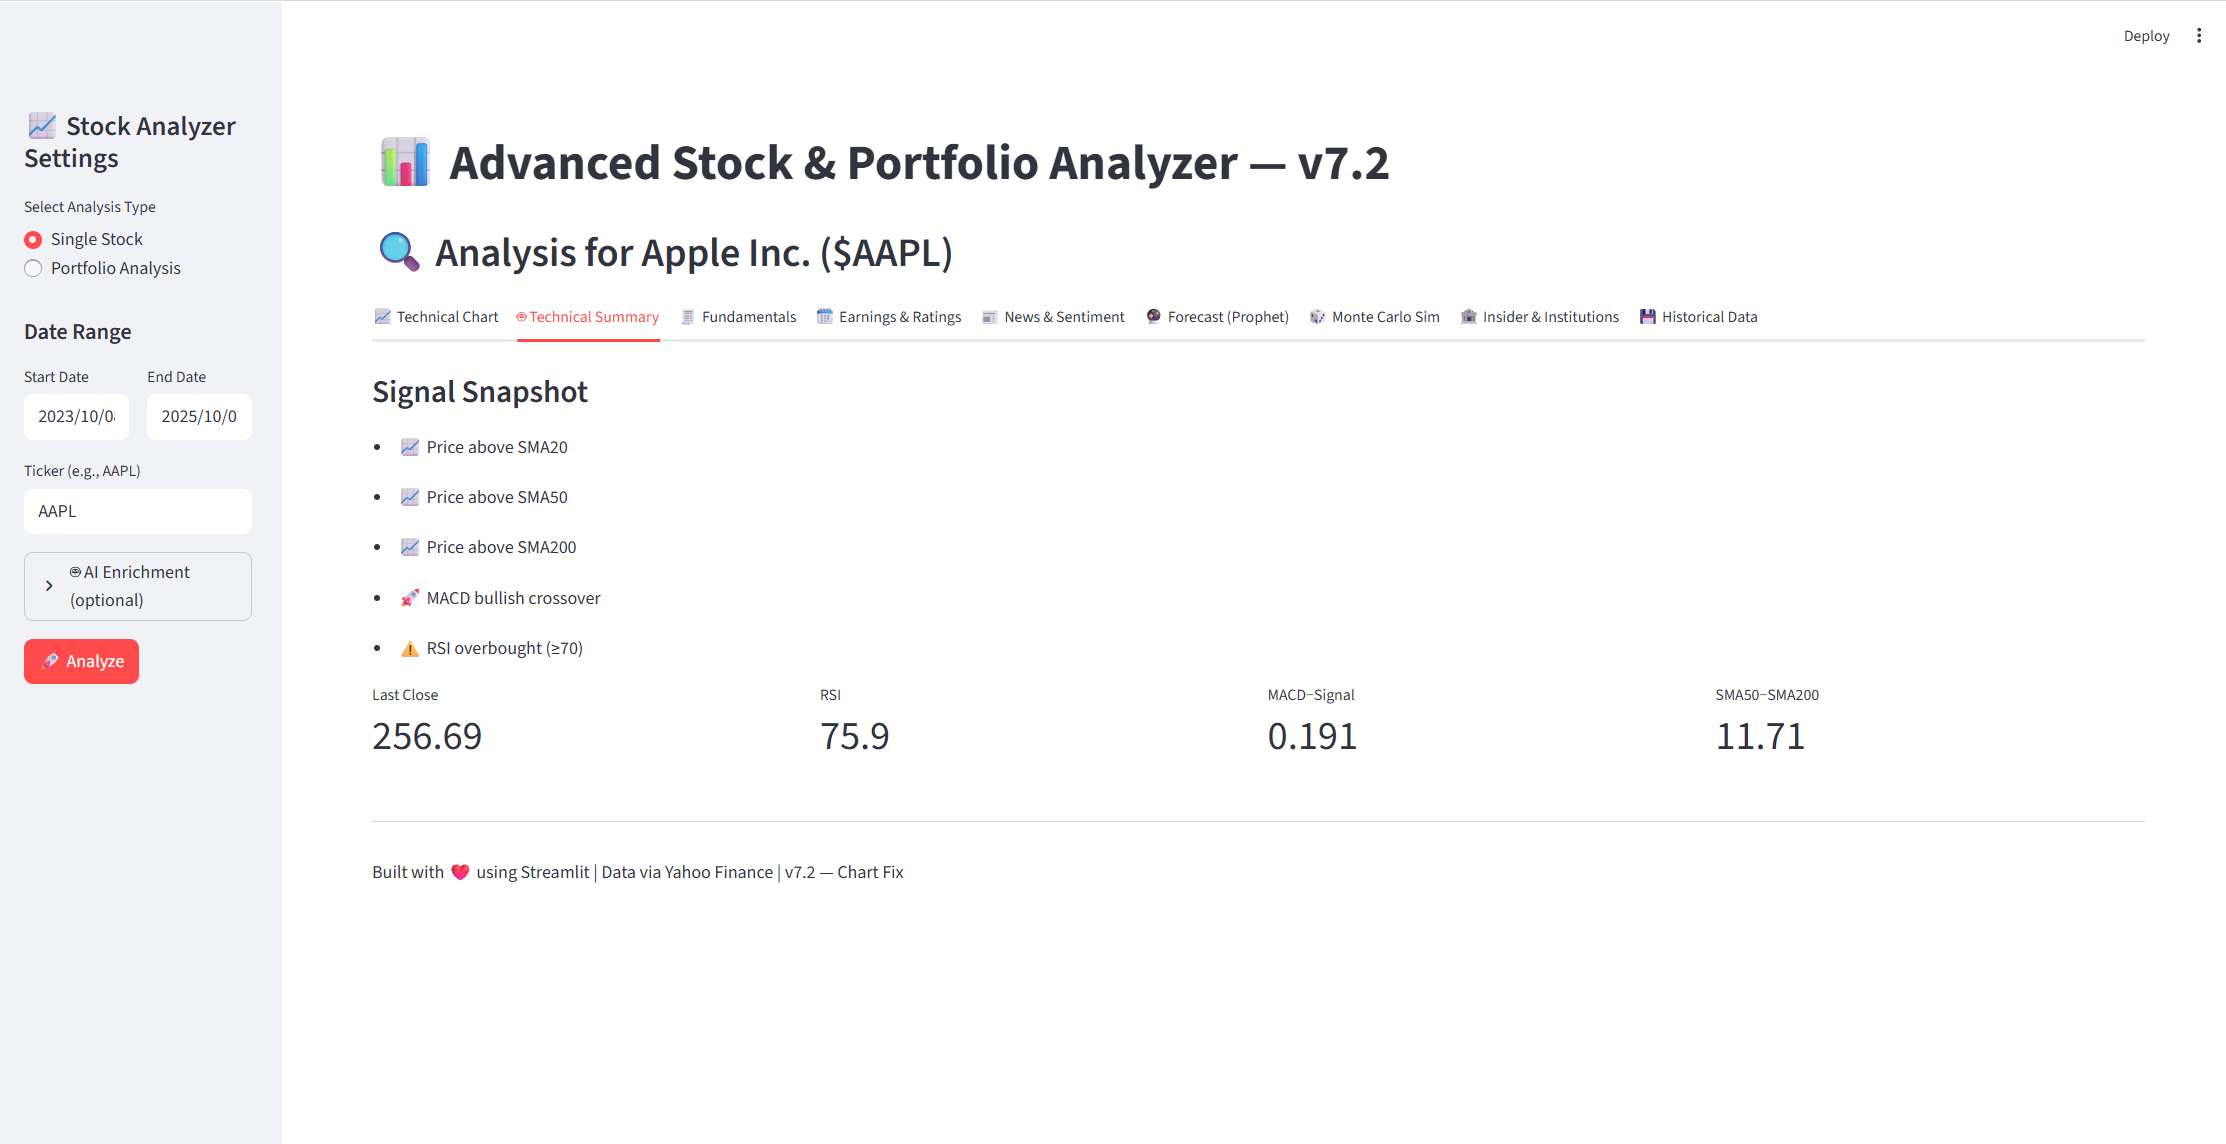 Deploy
Stock Analyzer
Settings
Select Analysis Type
Single Stock
Portfolio Analysis
Date Range
Start Date
End Date
2023/10/0
2025/10/0
Ticker (e.g., AAPL)
AAPL
AI Enrichment
(optional)
Analyze
Advanced Stock & Portfolio Analyzer — v7.2
Analysis for Apple Inc. ($AAPL)
Technical Chart
Technical Summary
Fundamentals
Earnings & Ratings
News & Sentiment
Forecast (Prophet)
Monte Carlo Sim
Insider & Institutions
Historical Data
Signal Snapshot
• Price above SMA20
• Price above SMA50
• Price above SMA200
• MACD bullish crossover
• RSI overbought (≥70)
Last Close
256.69
RSI
75.9
MACD−Signal
0.191
SMA50−SMA200
11.71
Built with ❤️ using Streamlit | Data via Yahoo Finance | v7.2 — Chart Fix